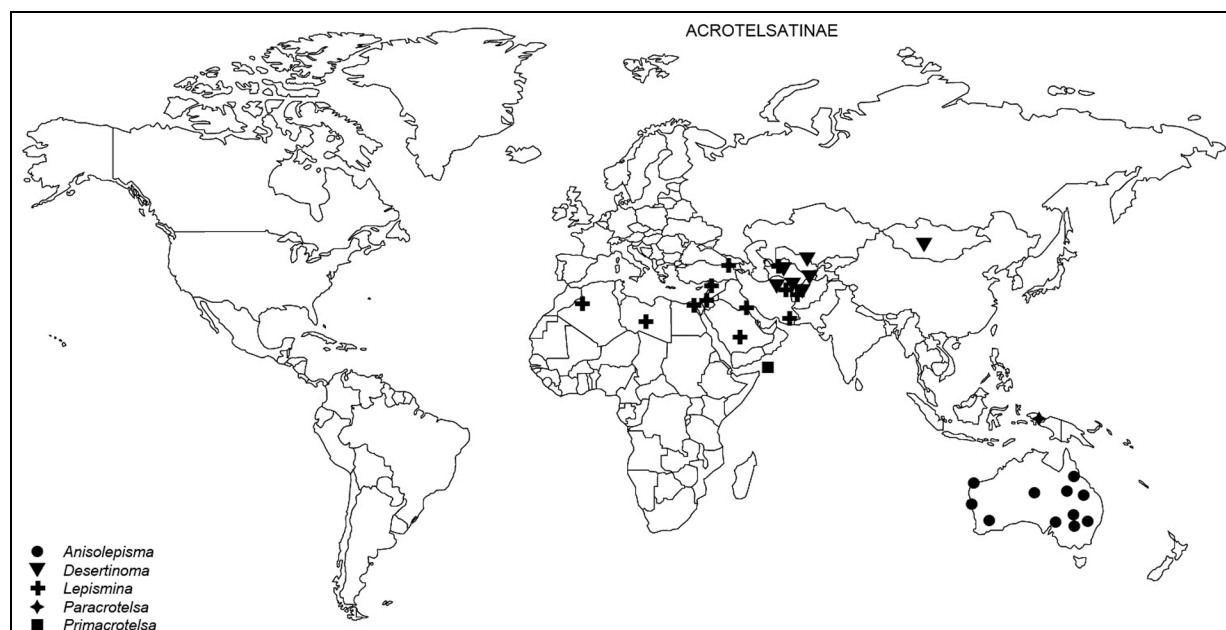 ACROTELSATINAE
Anisolepisma
Desertinoma
Lepismina
Paracrotelsa
Primacrotelsa